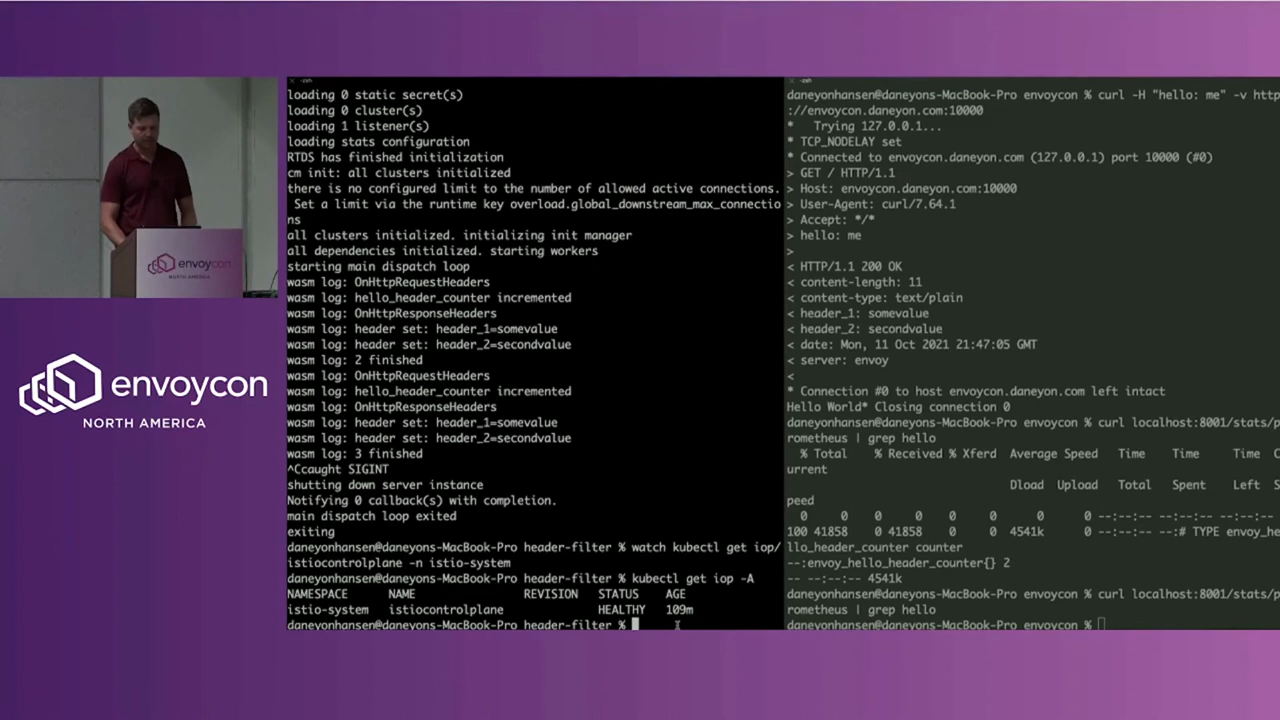 envoycon
NORTH AMERICA
envoycon
NORTH AMERICA
-zsh
loading 0 static secret(s)
loading 0 cluster(s)
loading 1 listener(s)
loading stats configuration
RTDS has finished initialization
cm init: all clusters initialized
there is no configured limit to the number of allowed active connections.
Set a limit via the runtime key overload.global_downstream_max_connectio
ns
all clusters initialized. initializing init manager
all dependencies initialized. starting workers
starting main dispatch loop
wasm log: OnHttpRequestHeaders
wasm log: hello_header_counter incremented
wasm log: OnHttpResponseHeaders
wasm log: header set: header_1=somevalue
wasm log: header set: header_2=secondvalue
wasm log: 2 finished
wasm log: OnHttpRequestHeaders
wasm log: hello_header_counter incremented
wasm log: OnHttpResponseHeaders
wasm log: header set: header_1=somevalue
wasm log: header set: header_2=secondvalue
wasm log: 3 finished
^Ccaught SIGINT
shutting down server instance
Notifying 0 callback(s) with completion.
main dispatch loop exited
exiting
daneyonhansen@daneyons-MacBook-Pro header-filter % watch kubectl get iop/
istiocontrolplane -n istio-system
daneyonhansen@daneyons-MacBook-Pro header-filter % kubectl get iop -A
NAMESPACE NAME REVISION STATUS AGE
istio-system istiocontrolplane HEALTHY 109m
daneyonhansen@daneyons-MacBook-Pro header-filter %
-zsh
daneyonhansen@daneyons-MacBook-Pro envoycon % curl -H "hello: me" -v http
://envoycon.daneyon.com:10000
* Trying 127.0.0.1...
* TCP_NODELAY set
* Connected to envoycon.daneyon.com (127.0.0.1) port 10000 (#0)
> GET / HTTP/1.1
> Host: envoycon.daneyon.com:10000
> User-Agent: curl/7.64.1
> Accept: */*
> hello: me
>
< HTTP/1.1 200 OK
< content-length: 11
< content-type: text/plain
< header_1: somevalue
< header_2: secondvalue
< date: Mon, 11 Oct 2021 21:47:05 GMT
< server: envoy
<
* Connection #0 to host envoycon.daneyon.com left intact
Hello World* Closing connection 0
daneyonhansen@daneyons-MacBook-Pro envoycon % curl localhost:8001/stats/p
rometheus | grep hello
% Total % Received % Xferd Average Speed Time Time Time C
urrent
Dload Upload Total Spent Left S
peed
0 0 0 0 0 0 0 0 --:--:-- --:--:-- --:--:--
100 41858 0 41858 0 0 4541k 0 --:--:-- --:# TYPE envoy_he
llo_header_counter counter
--:envoy_hello_header_counter{} 2
-- --:--:-- 4541k
daneyonhansen@daneyons-MacBook-Pro envoycon % curl localhost:8001/stats/p
rometheus | grep hello
daneyonhansen@daneyons-MacBook-Pro envoycon %